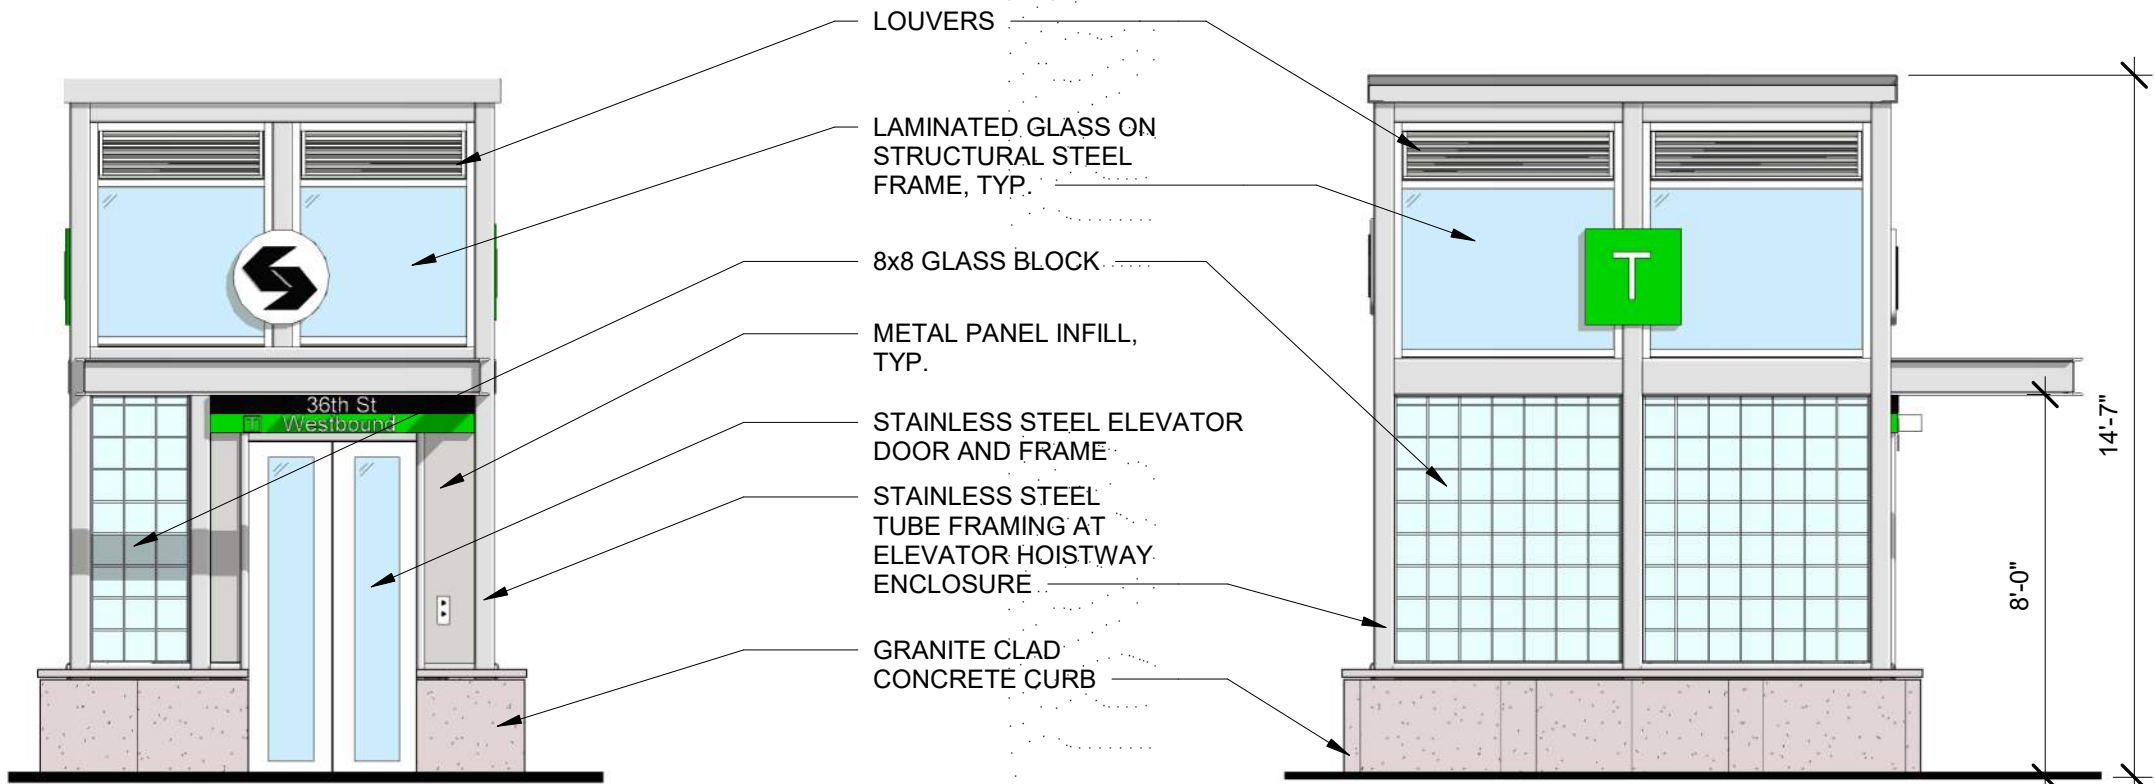 LOUVERS
LAMINATED GLASS ON
STRUCTURAL STEEL
FRAME, TYP.
8x8 GLASS BLOCK
METAL PANEL INFILL,
TYP.
STAINLESS STEEL ELEVATOR
DOOR AND FRAME
STAINLESS STEEL
TUBE FRAMING AT
ELEVATOR HOISTWAY
ENCLOSURE
GRANITE CLAD
CONCRETE CURB
36th St
T Westbound
T
8'-0"
14'-7"